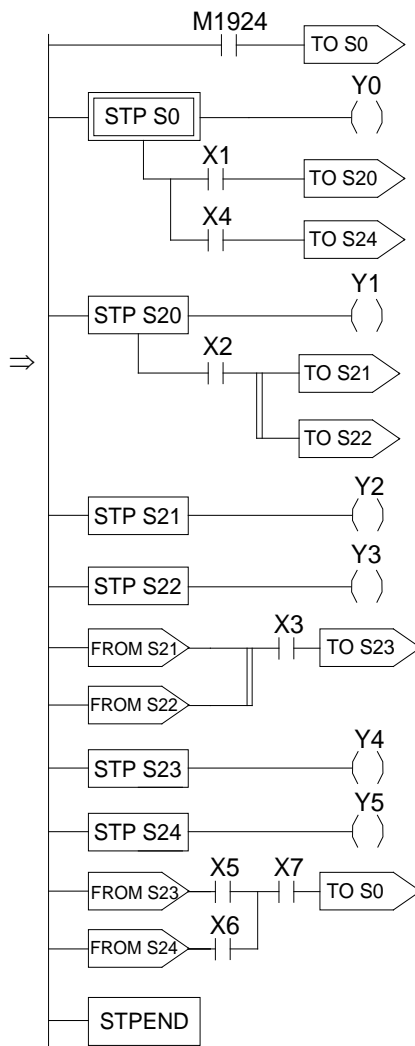 M1924
TO S0
Y0
STP S0
X1
TO S20
X4
TO S24
Y1
STP S20
X2
⇒
TO S21
TO S22
Y2
STP S21
Y3
STP S22
X3
FROM S21
TO S23
FROM S22
Y4
STP S23
Y5
STP S24
X5 X7
FROM S23
TO S0
X6
FROM S24
STPEND